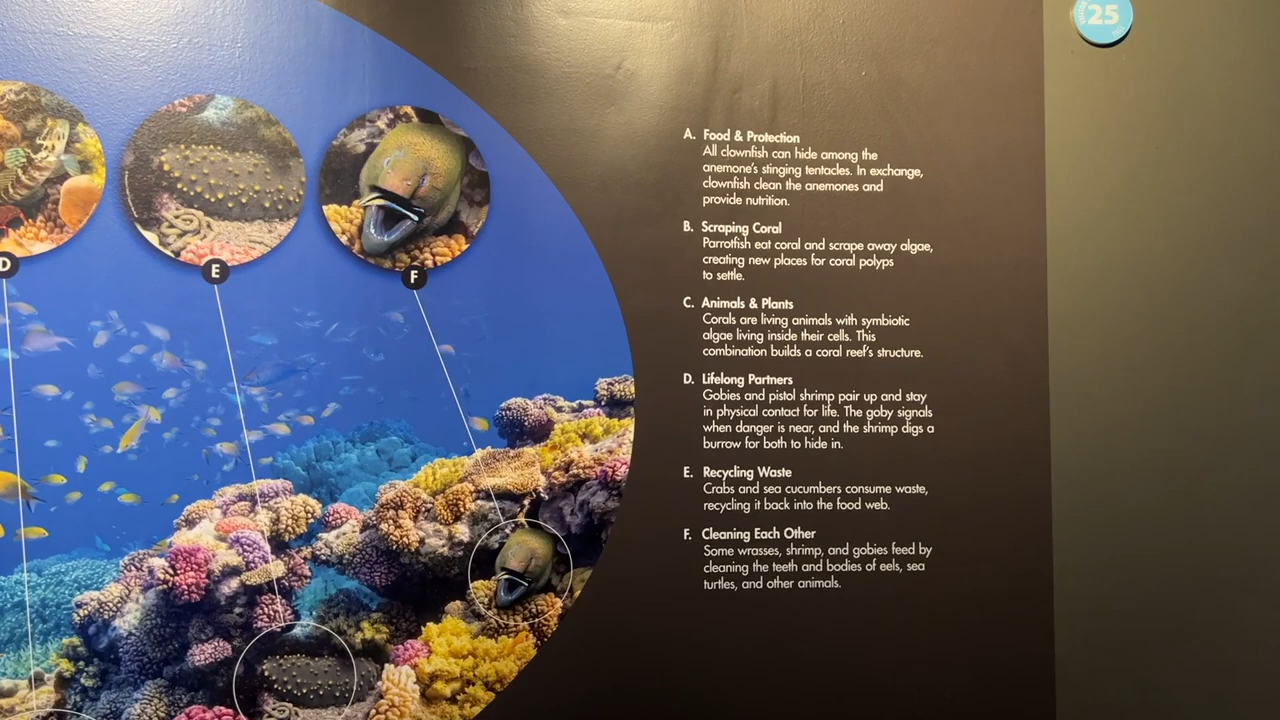 25
D
E
F
A. Food & Protection
All clownfish can hide among the
anemone's stinging tentacles. In exchange,
clownfish clean the anemones and
provide nutrition.
B. Scraping Coral
Parrotfish eat coral and scrape away algae,
creating new places for coral polyps
to settle.
C. Animals & Plants
Corals are living animals with symbiotic
algae living inside their cells. This
combination builds a coral reef's structure.
D. Lifelong Partners
Gobies and pistol shrimp pair up and stay
in physical contact for life. The goby signals
when danger is near, and the shrimp digs a
burrow for both to hide in.
E. Recycling Waste
Crabs and sea cucumbers consume waste,
recycling it back into the food web.
F. Cleaning Each Other
Some wrasses, shrimp, and gobies feed by
cleaning the teeth and bodies of eels, sea
turtles, and other animals.